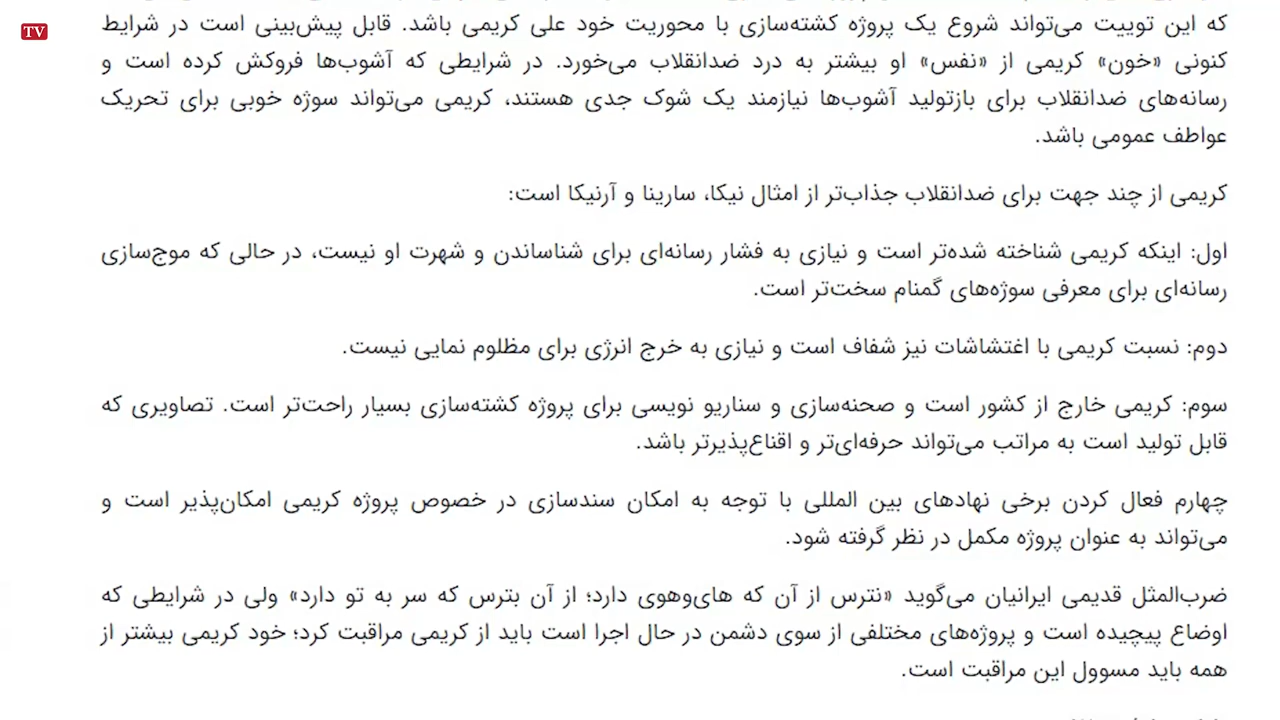 TV
که این توییت می‌تواند شروع یک پروژه کشته‌سازی با محوریت خود علی کریمی باشد. قابل پیش‌بینی است در شرایط
کنونی «خون» کریمی از «نفس» او بیشتر به درد ضدانقلاب می‌خورد. در شرایطی که آشوب‌ها فروکش کرده است و
رسانه‌های ضدانقلاب برای بازتولید آشوب‌ها نیازمند یک شوک جدی هستند، کریمی می‌تواند سوژه خوبی برای تحریک
عواطف عمومی باشد.
کریمی از چند جهت برای ضدانقلاب جذاب‌تر از امثال نیکا، سارینا و آرنیکا است:
اول: اینکه کریمی شناخته شده‌تر است و نیازی به فشار رسانه‌ای برای شناساندن و شهرت او نیست، در حالی که موج‌سازی
رسانه‌ای برای معرفی سوژه‌های گمنام سخت‌تر است.
دوم: نسبت کریمی با اغتشاشات نیز شفاف است و نیازی به خرج انرژی برای مظلوم نمایی نیست.
سوم: کریمی خارج از کشور است و صحنه‌سازی و سناریو نویسی برای پروژه کشته‌سازی بسیار راحت‌تر است. تصاویری که
قابل تولید است به مراتب می‌تواند حرفه‌ای‌تر و اقناع‌پذیرتر باشد.
چهارم فعال کردن برخی نهادهای بین المللی با توجه به امکان سندسازی در خصوص پروژه کریمی امکان‌پذیر است و
می‌تواند به عنوان پروژه مکمل در نظر گرفته شود.
ضرب‌المثل قدیمی ایرانیان می‌گوید «نترس از آن که های‌وهوی دارد؛ از آن بترس که سر به تو دارد» ولی در شرایطی که
اوضاع پیچیده است و پروژه‌های مختلفی از سوی دشمن در حال اجرا است باید از کریمی مراقبت کرد؛ خود کریمی بیشتر از
همه باید مسوول این مراقبت است.